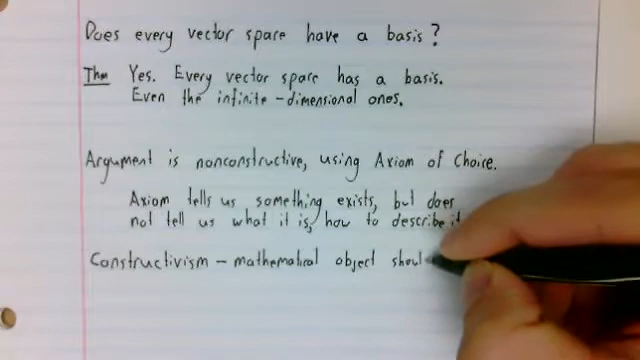 Does every vector space have a basis?
Thm Yes. Every vector space has a basis.
Even the infinite-dimensional ones.
Argument is nonconstructive, using Axiom of Choice.
Axiom tells us something exists, but does
not tell us what it is, how to describe it
Constructivism - mathematical object shoul